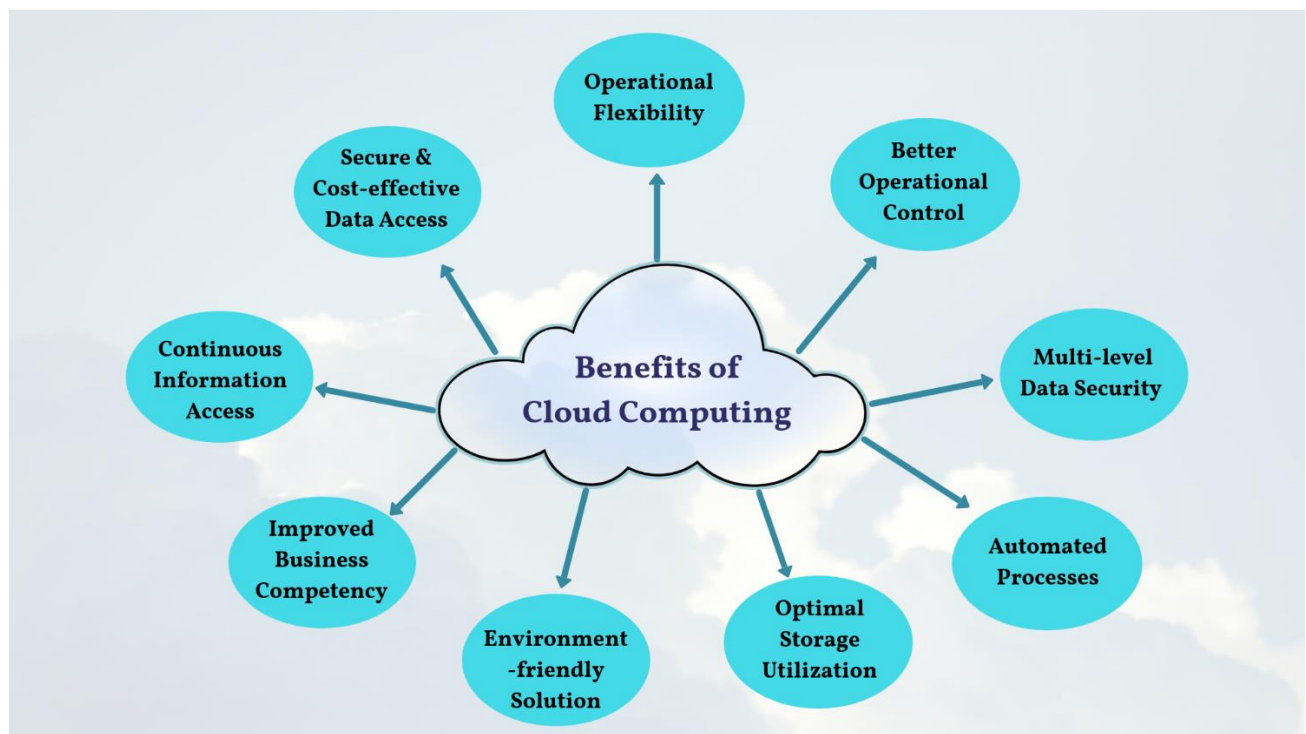 Operational
Flexibility
Better
Operational
Control
Secure &
Cost-effective
Data Access
Multi-level
Data Security
Continuous
Information
Access
Benefits of
Cloud Computing
Automated
Processes
Improved
Business
Competency
Optimal
Storage
Utilization
Environment
-friendly
Solution